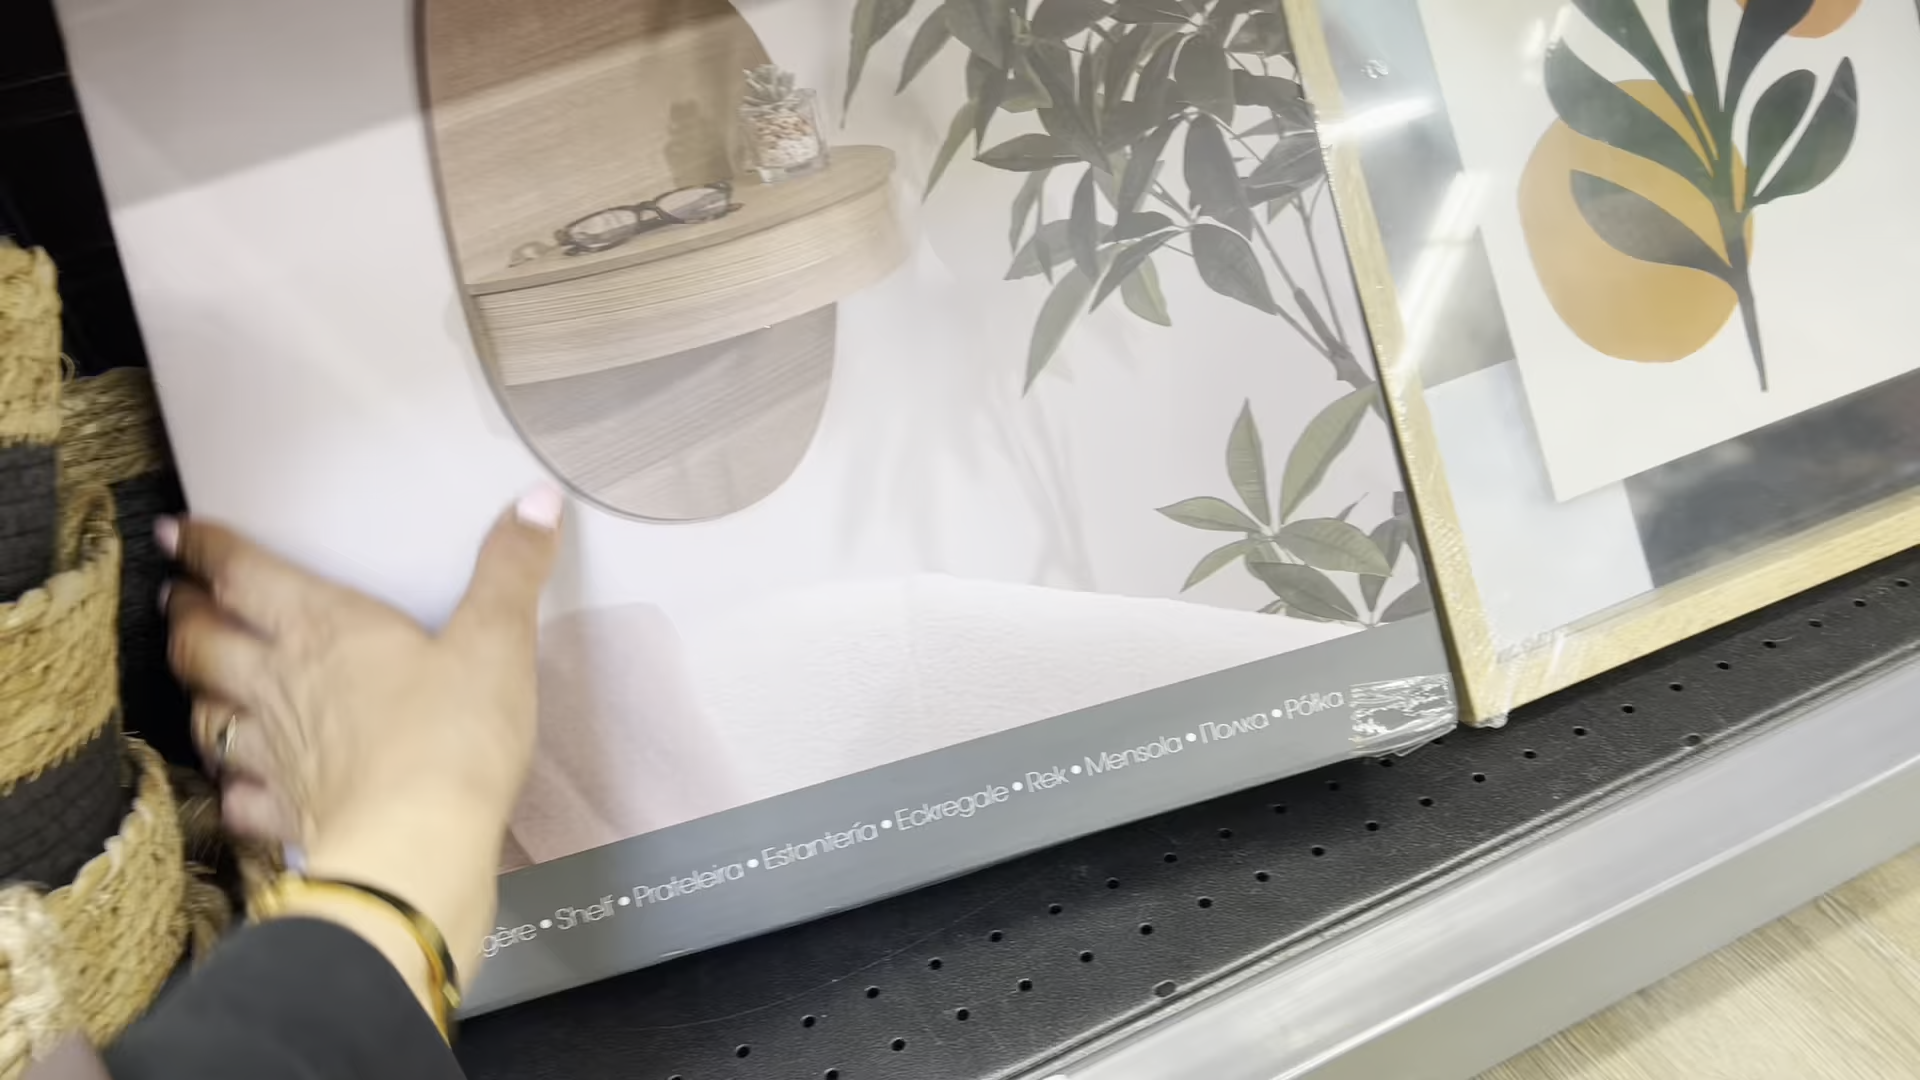 gère • Shelf • Prateleira • Estantería • Eckregale • Rek • Mensola • Полка • Półka